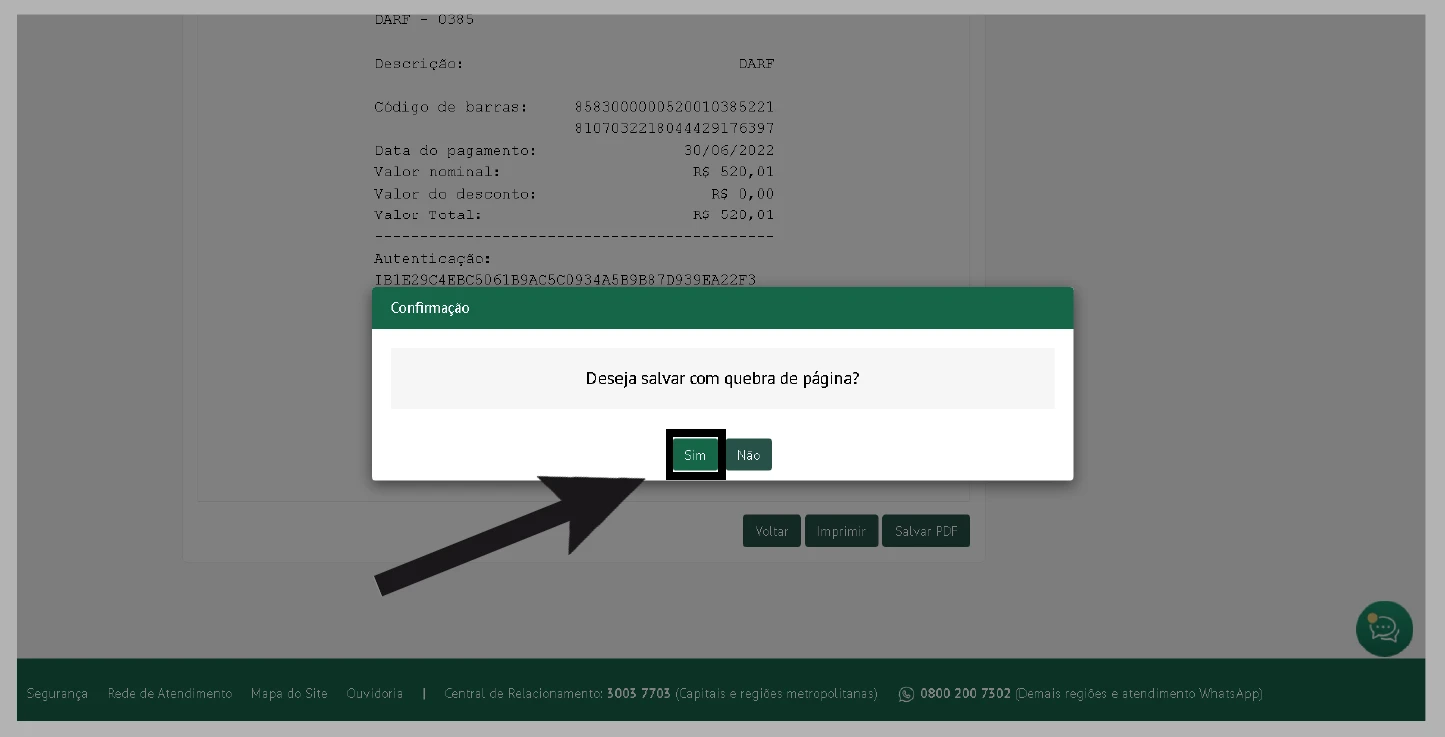 DARF - 0385
Descrição: DARF
Código de barras: 8583000000520010385221
8107032218044429176397
Data do pagamento: 30/06/2022
Valor nominal: R$ 520,01
Valor do desconto: R$ 0,00
Valor Total: R$ 520,01
--------------------------------------------
Autenticação:
IB1E29C4EBC5061B9AC5C0934A5B9B87D939EA22F3
Confirmação
Deseja salvar com quebra de página?
Sim Não
Voltar Imprimir Salvar PDF
Segurança Rede de Atendimento Mapa do Site Ouvidoria | Central de Relacionamento: 3003 7703 (Capitais e regiões metropolitanas) 0800 200 7302 (Demais regiões e atendimento WhatsApp)